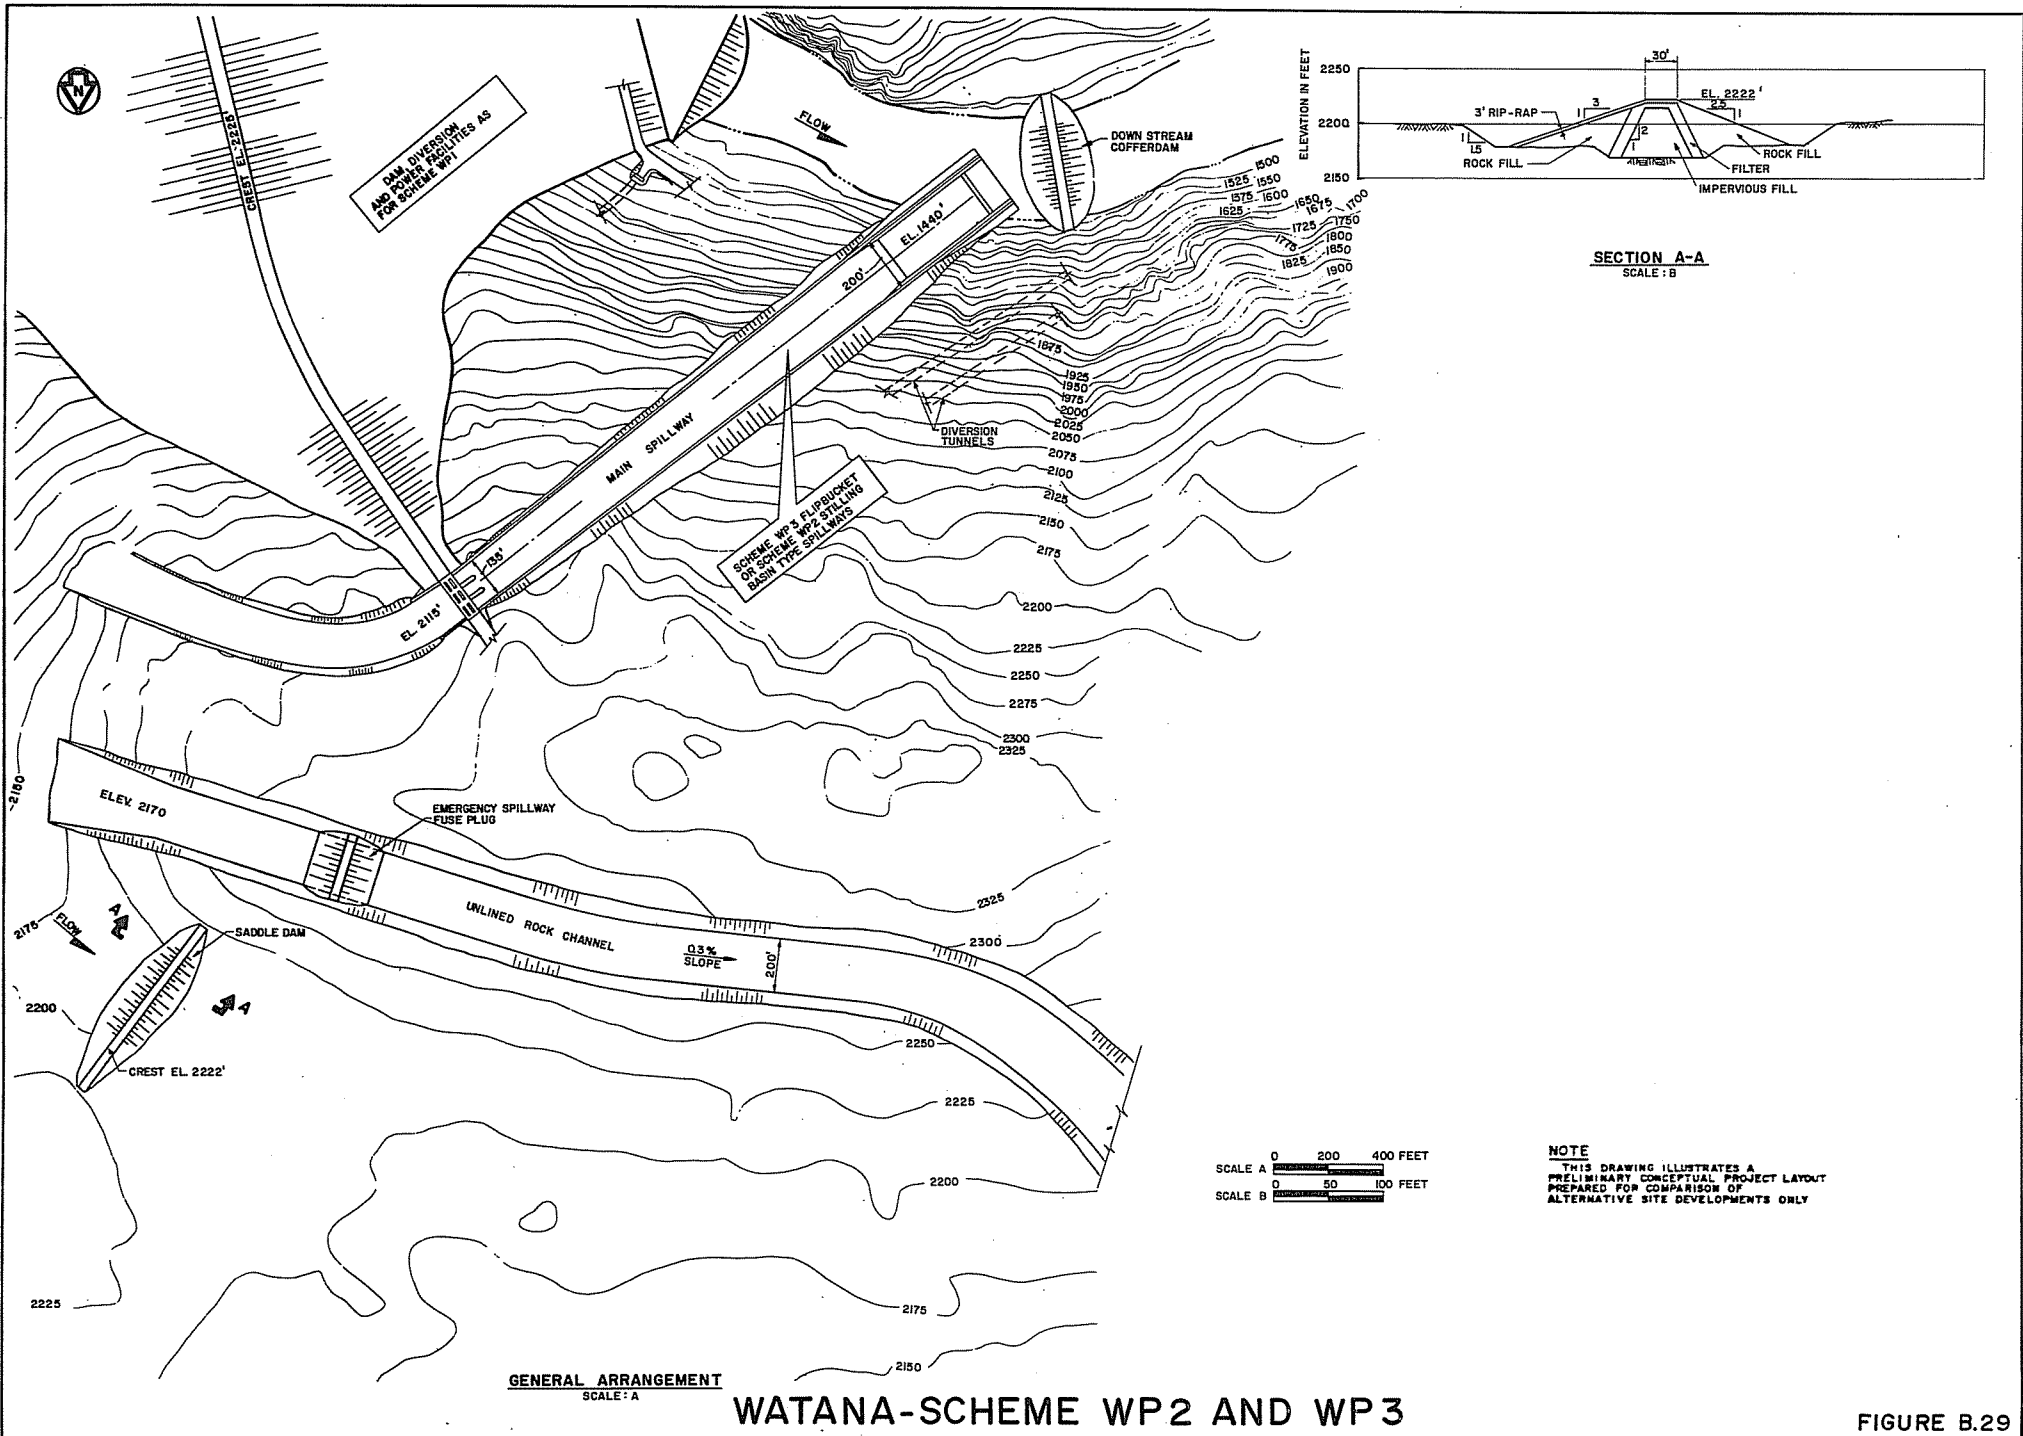 N
CREST EL. 2225'
DAM, DIVERSION
AND POWER FACILITIES AS
FOR SCHEME WP1
FLOW
DOWN STREAM
COFFERDAM
EL. 1440'
200'
1500
1525 1550
1575 1600
1625
1650
1675
1700
1725
1750
1775
1800
1850
1825
1900
1875
1925
1950
1975
2000
2025
2050
2075
2100
2125
2150
2175
2200
2225
2250
2275
2300
2325
DIVERSION
TUNNELS
MAIN SPILLWAY
SCHEME WP3 FLIPBUCKET
OR SCHEME WP2 STILLING
BASIN TYPE SPILLWAYS
135'
EL. 2115'
2150
ELEV. 2170
EMERGENCY SPILLWAY
FUSE PLUG
UNLINED ROCK CHANNEL
0.3%
SLOPE
200'
2325
2300
2175
FLOW
A
SADDLE DAM
A
2200
CREST EL. 2222'
2250
2225
2200
2225
2175
2150
ELEVATION IN FEET
2250
2200
2150
30'
EL. 2222'
3
1
2.5
1
3' RIP-RAP
1
1.5
2
1
ROCK FILL
ROCK FILL
FILTER
IMPERVIOUS FILL
SECTION A-A
SCALE : B
0 200 400 FEET
SCALE A
0 50 100 FEET
SCALE B
NOTE
THIS DRAWING ILLUSTRATES A
PRELIMINARY CONCEPTUAL PROJECT LAYOUT
PREPARED FOR COMPARISON OF
ALTERNATIVE SITE DEVELOPMENTS ONLY
GENERAL ARRANGEMENT
SCALE : A
WATANA-SCHEME WP2 AND WP3
FIGURE B.29